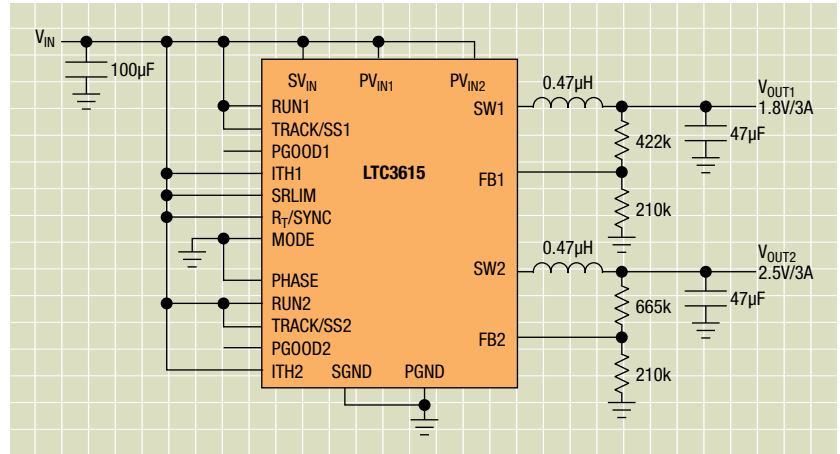 VIN
100µF
SVIN PVIN1 PVIN2
RUN1
TRACK/SS1
PGOOD1
ITH1
SRLIM
RT/SYNC
MODE
PHASE
RUN2
TRACK/SS2
PGOOD2
ITH2
LTC3615
SGND PGND
SW1
FB1
SW2
FB2
0.47µH
VOUT1
1.8V/3A
422k
47µF
210k
0.47µH
VOUT2
2.5V/3A
665k
47µF
210k